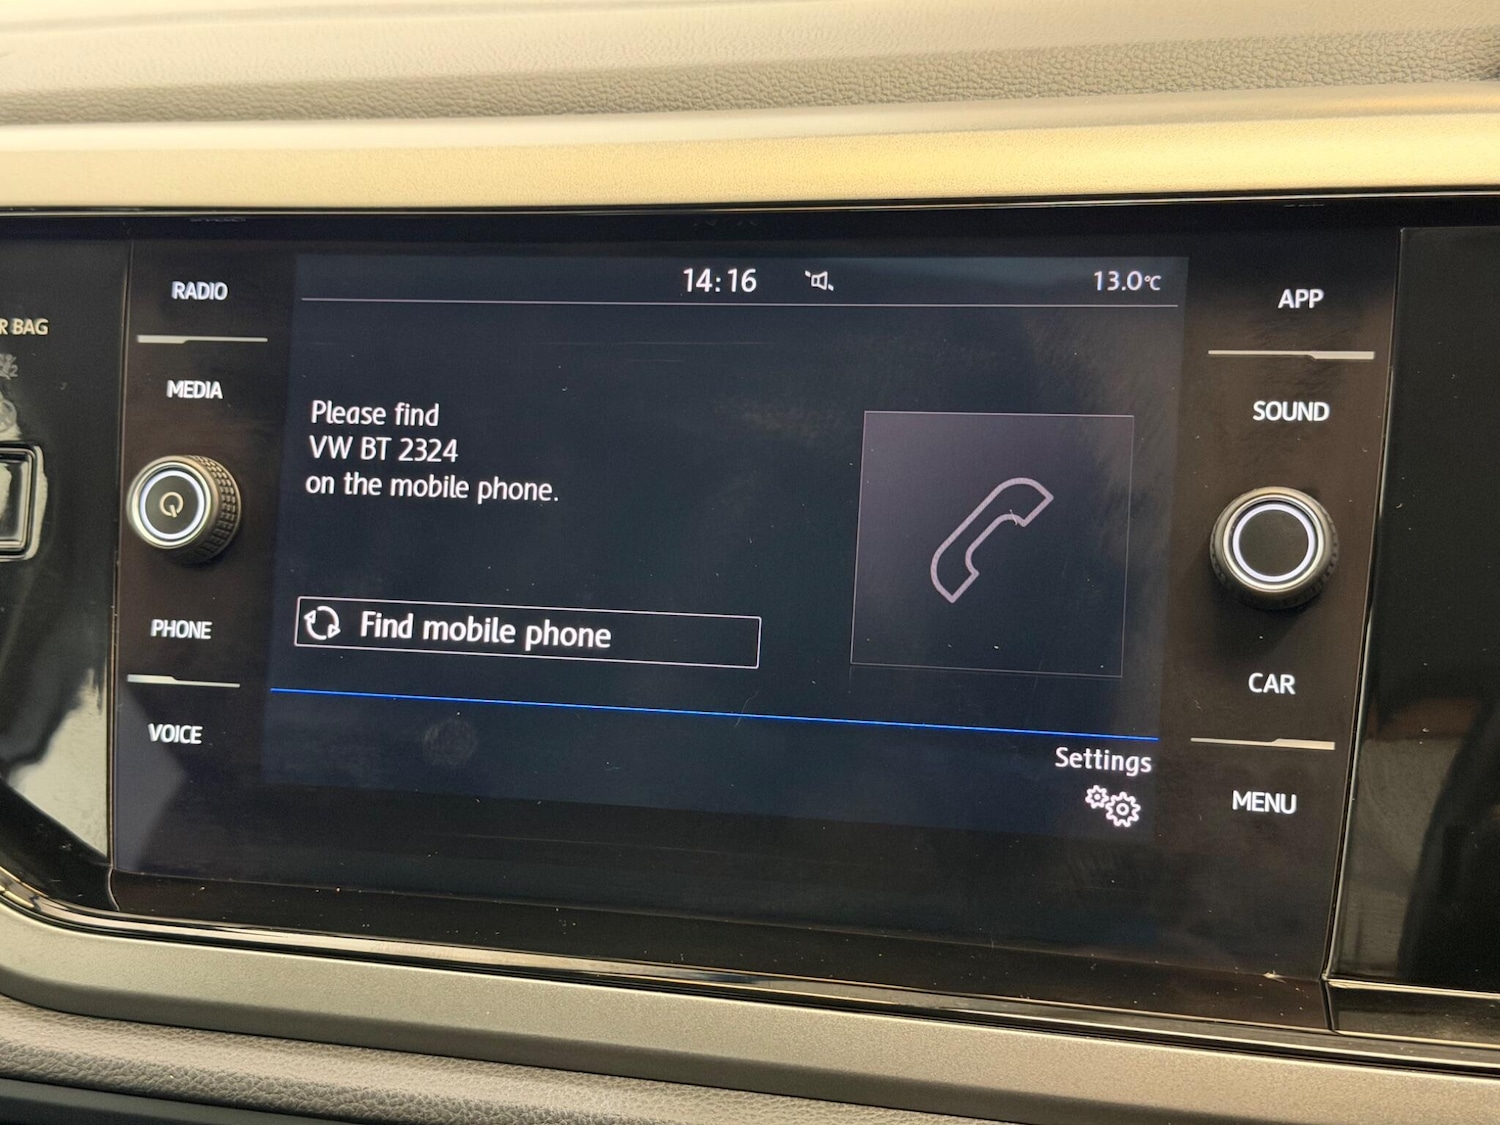 R BAG
RADIO
MEDIA
PHONE
VOICE
14:16
13.0°C
Please find
VW BT 2324
on the mobile phone.
Find mobile phone
Settings
APP
SOUND
CAR
MENU